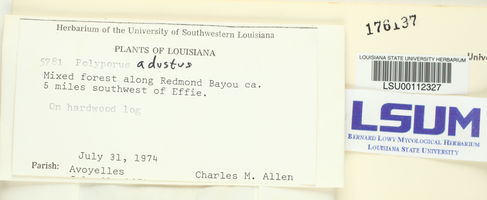 Herbarium of the University of Southwestern Louisiana
PLANTS OF LOUISIANA
5781 Polyporus adustus
Mixed forest along Redmond Bayou ca.
5 miles southwest of Effie.
On hardwood log
July 31, 1974
Parish: Avoyelles
Charles M. Allen
176137
LOUISIANA STATE UNIVERSITY HERBARIUM
LSU00112327
LSUM
BERNARD LOWY MYCOLOGICAL HERBARIUM
LOUISIANA STATE UNIVERSITY